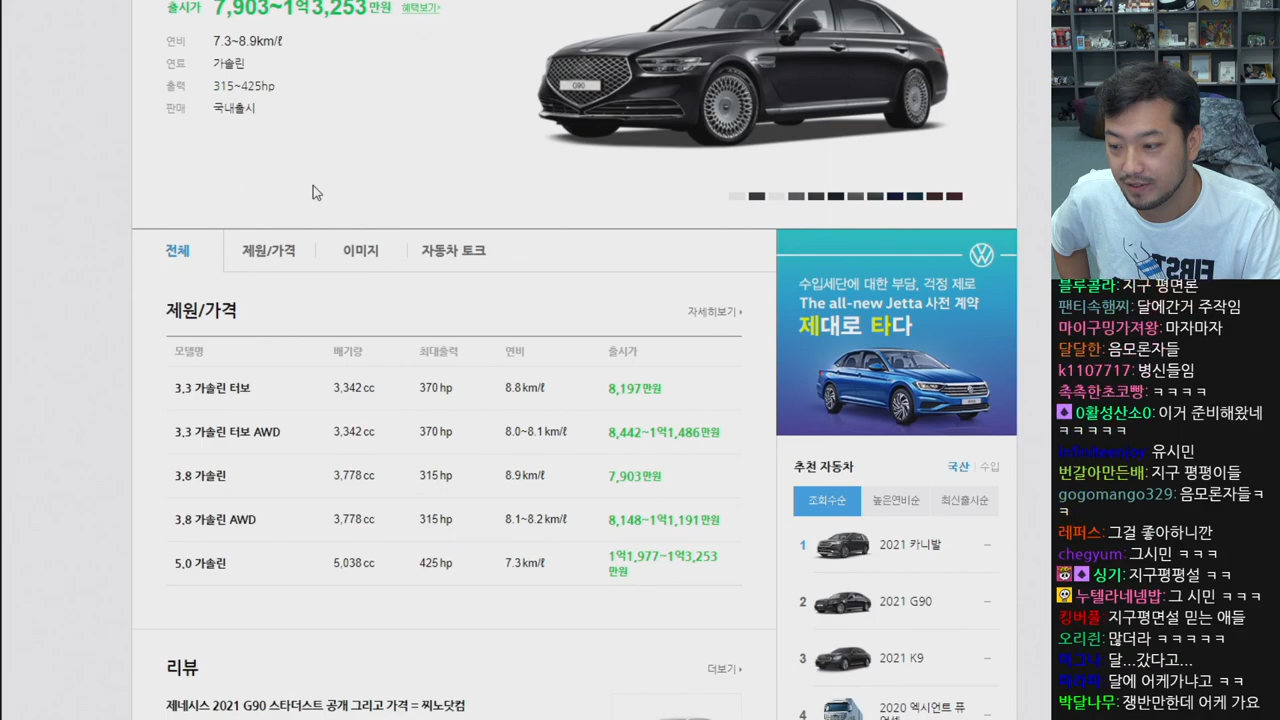 출시가 7,903~1억3,253만원 혜택보기
연비 7.3~8.9km/ℓ
연료 가솔린
출력 315~425hp
판매 국내출시
G90
전체 제원/가격 이미지 자동차 토크
제원/가격 자세히보기
모델명 배기량 최대출력 연비 출시가
3.3 가솔린 터보 3,342 cc 370 hp 8.8 km/ℓ 8,197만원
3.3 가솔린 터보 AWD 3,342 cc 370 hp 8.0~8.1 km/ℓ 8,442~1억1,486만원
3.8 가솔린 3,778 cc 315 hp 8.9 km/ℓ 7,903만원
3.8 가솔린 AWD 3,778 cc 315 hp 8.1~8.2 km/ℓ 8,148~1억1,191만원
5.0 가솔린 5,038 cc 425 hp 7.3 km/ℓ 1억1,977~1억3,253
만원
리뷰 더보기
제네시스 2021 G90 스타더스트 공개 그리고 가격 = 찌노닷컴
수입세단에 대한 부담, 걱정 제로
The all-new Jetta 사전 계약
제대로 타다
추천 자동차 국산 수입
조회수순 높은연비순 최신출시순
1 2021 카니발 –
2 2021 G90 –
3 2021 K9 –
4 2020 엑시언트 퓨
FIRST
블루콜라: 지구 평면론
팬티속햄찌: 달에간거 주작임
마이구밍가져왕: 마자마자
달달한: 음모론자들
k1107717: 병신들임
촉촉한초코빵: ㅋㅋㅋㅋ
0활성산소0: 이거 준비해왔네
ㅋㅋㅋㅋㅋ
유시민
번갈아만든배: 지구 평평이들
gogomango329: 음모론자들ㅋ
ㅋ
레퍼스: 그걸 좋아하니깐
chegyum: 그시민 ㅋㅋㅋ
싱기: 지구평평설 ㅋㅋ
누텔라네넴밥: 그 시민 ㅋㅋㅋ
킹버풀: 지구평면설 믿는 애들
오리쥔: 많더라 ㅋㅋㅋㅋㅋ
달...갔다고...
달에 어케가냐고 ㅋㅋ
박달나무: 쟁반만한데 어케 가요